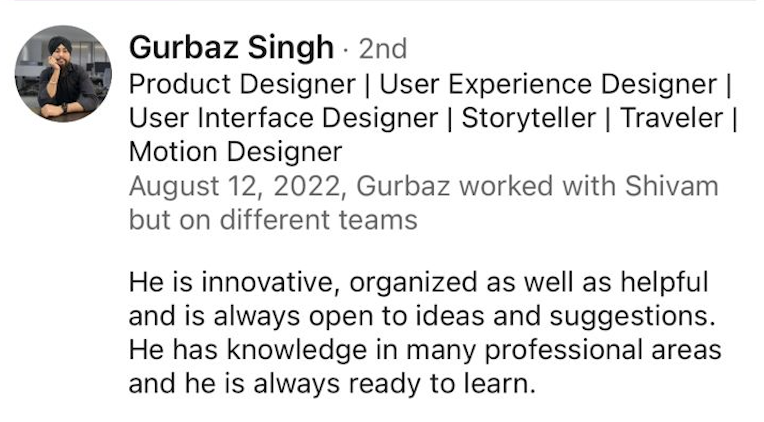 Gurbaz Singh · 2nd
Product Designer | User Experience Designer |
User Interface Designer | Storyteller | Traveler |
Motion Designer
August 12, 2022, Gurbaz worked with Shivam
but on different teams
He is innovative, organized as well as helpful
and is always open to ideas and suggestions.
He has knowledge in many professional areas
and he is always ready to learn.